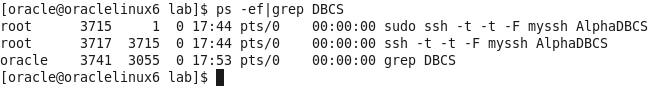 [oracle@oraclelinux6 lab]$ ps -ef|grep DBCS
root      3715     1  0 17:44 pts/0    00:00:00 sudo ssh -t -t -F myssh AlphaDBCS
root      3717  3715  0 17:44 pts/0    00:00:00 ssh -t -t -F myssh AlphaDBCS
oracle    3741  3055  0 17:53 pts/0    00:00:00 grep DBCS
[oracle@oraclelinux6 lab]$